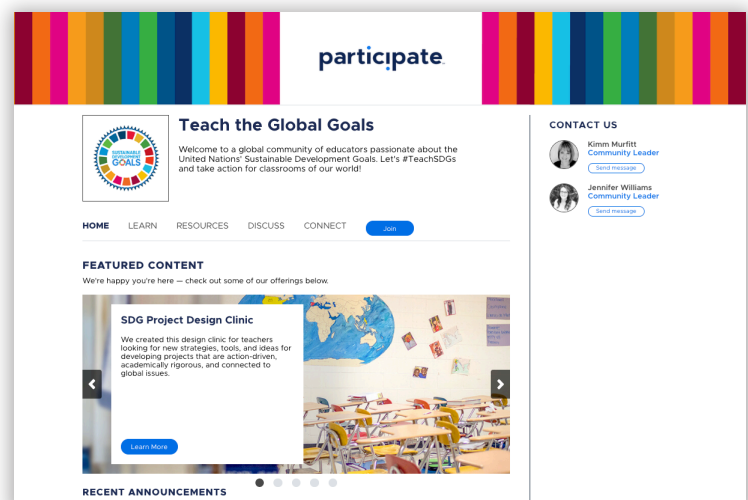 participate
Teach the Global Goals
Welcome to a global community of educators passionate about the
United Nations' Sustainable Development Goals. Let's #TeachSDGs
and take action for classrooms of our world!
SUSTAINABLE
DEVELOPMENT
GOALS
HOME LEARN RESOURCES DISCUSS CONNECT Join
FEATURED CONTENT
We're happy you're here — check out some of our offerings below.
SDG Project Design Clinic
We created this design clinic for teachers
looking for new strategies, tools, and ideas for
developing projects that are action-driven,
academically rigorous, and connected to
global issues.
Learn More
RECENT ANNOUNCEMENTS
CONTACT US
Kimm Murfitt
Community Leader
Send message
Jennifer Williams
Community Leader
Send message